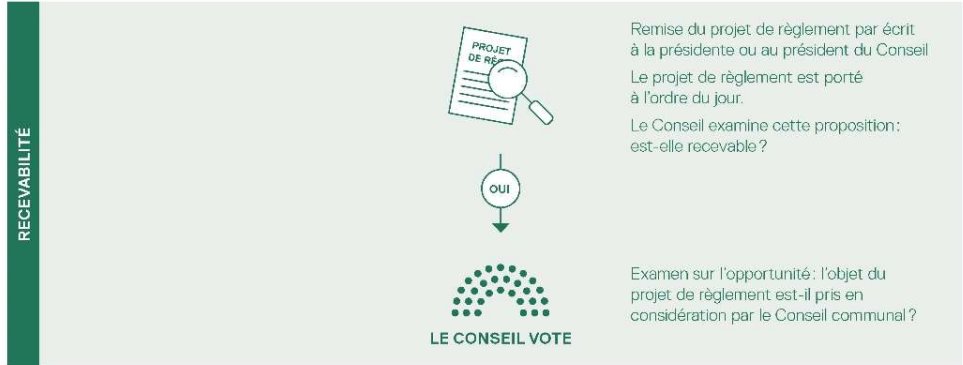 RECEVABILITÉ
PROJET
DE RÈG
Remise du projet de règlement par écrit
à la présidente ou au président du Conseil
Le projet de règlement est porté
à l'ordre du jour.
Le Conseil examine cette proposition:
est-elle recevable?
OUI
LE CONSEIL VOTE
Examen sur l'opportunité: l'objet du
projet de règlement est-il pris en
considération par le Conseil communal?